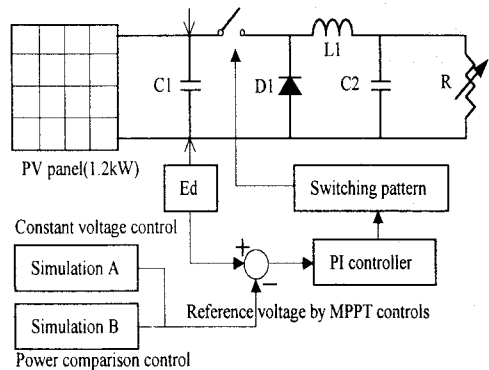 L1
C1
D1
C2
R
PV panel(1.2kW)
Ed
Switching pattern
Constant voltage control
+
Simulation A
PI controller
−
Reference voltage by MPPT controls
Simulation B
Power comparison control